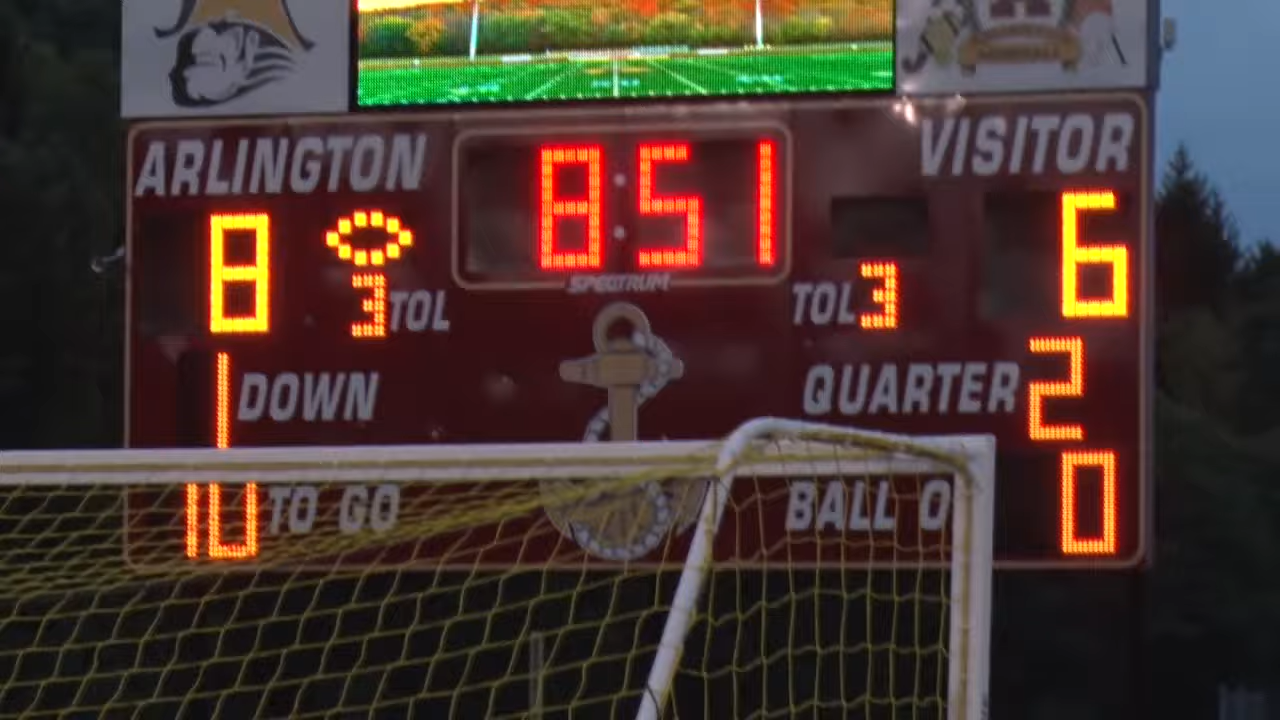 ARLINGTON
8:51
VISITOR
8
6
3 TOL
SPECTRUM
TOL 3
1 DOWN
QUARTER 2
10 TO GO
BALL O 0